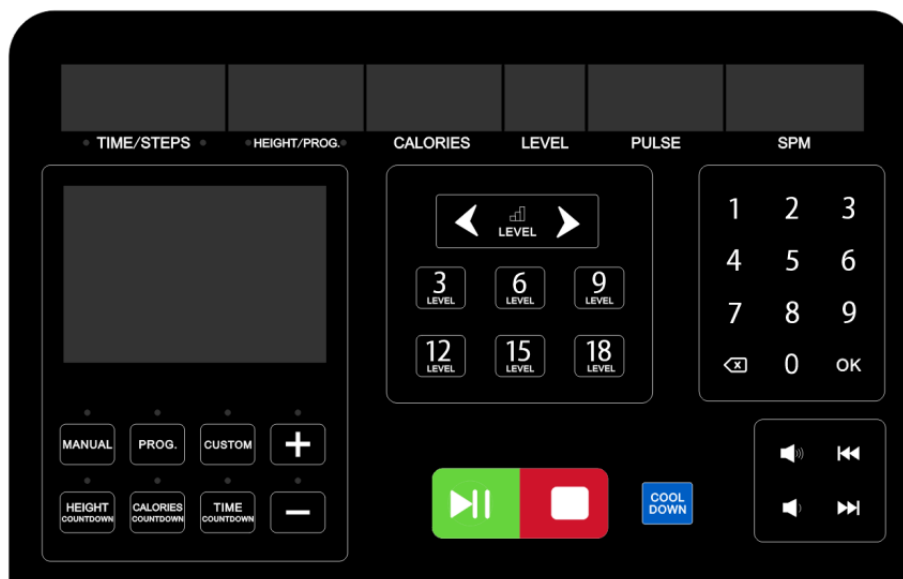 TIME/STEPS
HEIGHT/PROG.
CALORIES
LEVEL
PULSE
SPM
LEVEL
3
LEVEL
6
LEVEL
9
LEVEL
12
LEVEL
15
LEVEL
18
LEVEL
1 2 3
4 5 6
7 8 9
0 OK
MANUAL
PROG.
CUSTOM
+
HEIGHT
COUNTDOWN
CALORIES
COUNTDOWN
TIME
COUNTDOWN
−
COOL
DOWN